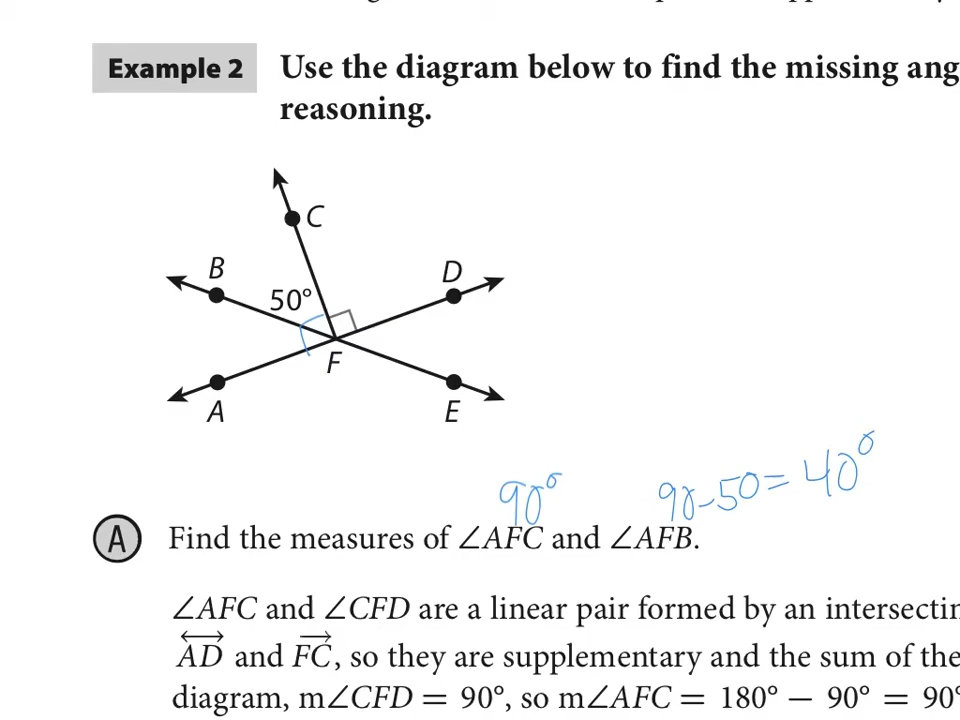 Example 2 Use the diagram below to find the missing ang
reasoning.
C
B
D
50°
F
A
E
90° 90-50=40°
A Find the measures of ∠AFC and ∠AFB.
∠AFC and ∠CFD are a linear pair formed by an intersectin
AD and FC, so they are supplementary and the sum of the
diagram, m∠CFD = 90°, so m∠AFC = 180° − 90° = 90°